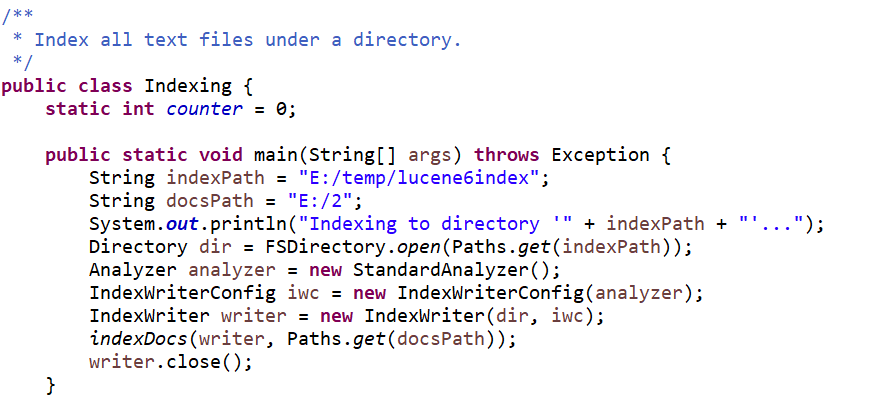 /**
 * Index all text files under a directory.
 */
public class Indexing {
    static int counter = 0;

    public static void main(String[] args) throws Exception {
        String indexPath = "E:/temp/lucene6index";
        String docsPath = "E:/2";
        System.out.println("Indexing to directory '" + indexPath + "'...");
        Directory dir = FSDirectory.open(Paths.get(indexPath));
        Analyzer analyzer = new StandardAnalyzer();
        IndexWriterConfig iwc = new IndexWriterConfig(analyzer);
        IndexWriter writer = new IndexWriter(dir, iwc);
        indexDocs(writer, Paths.get(docsPath));
        writer.close();
    }